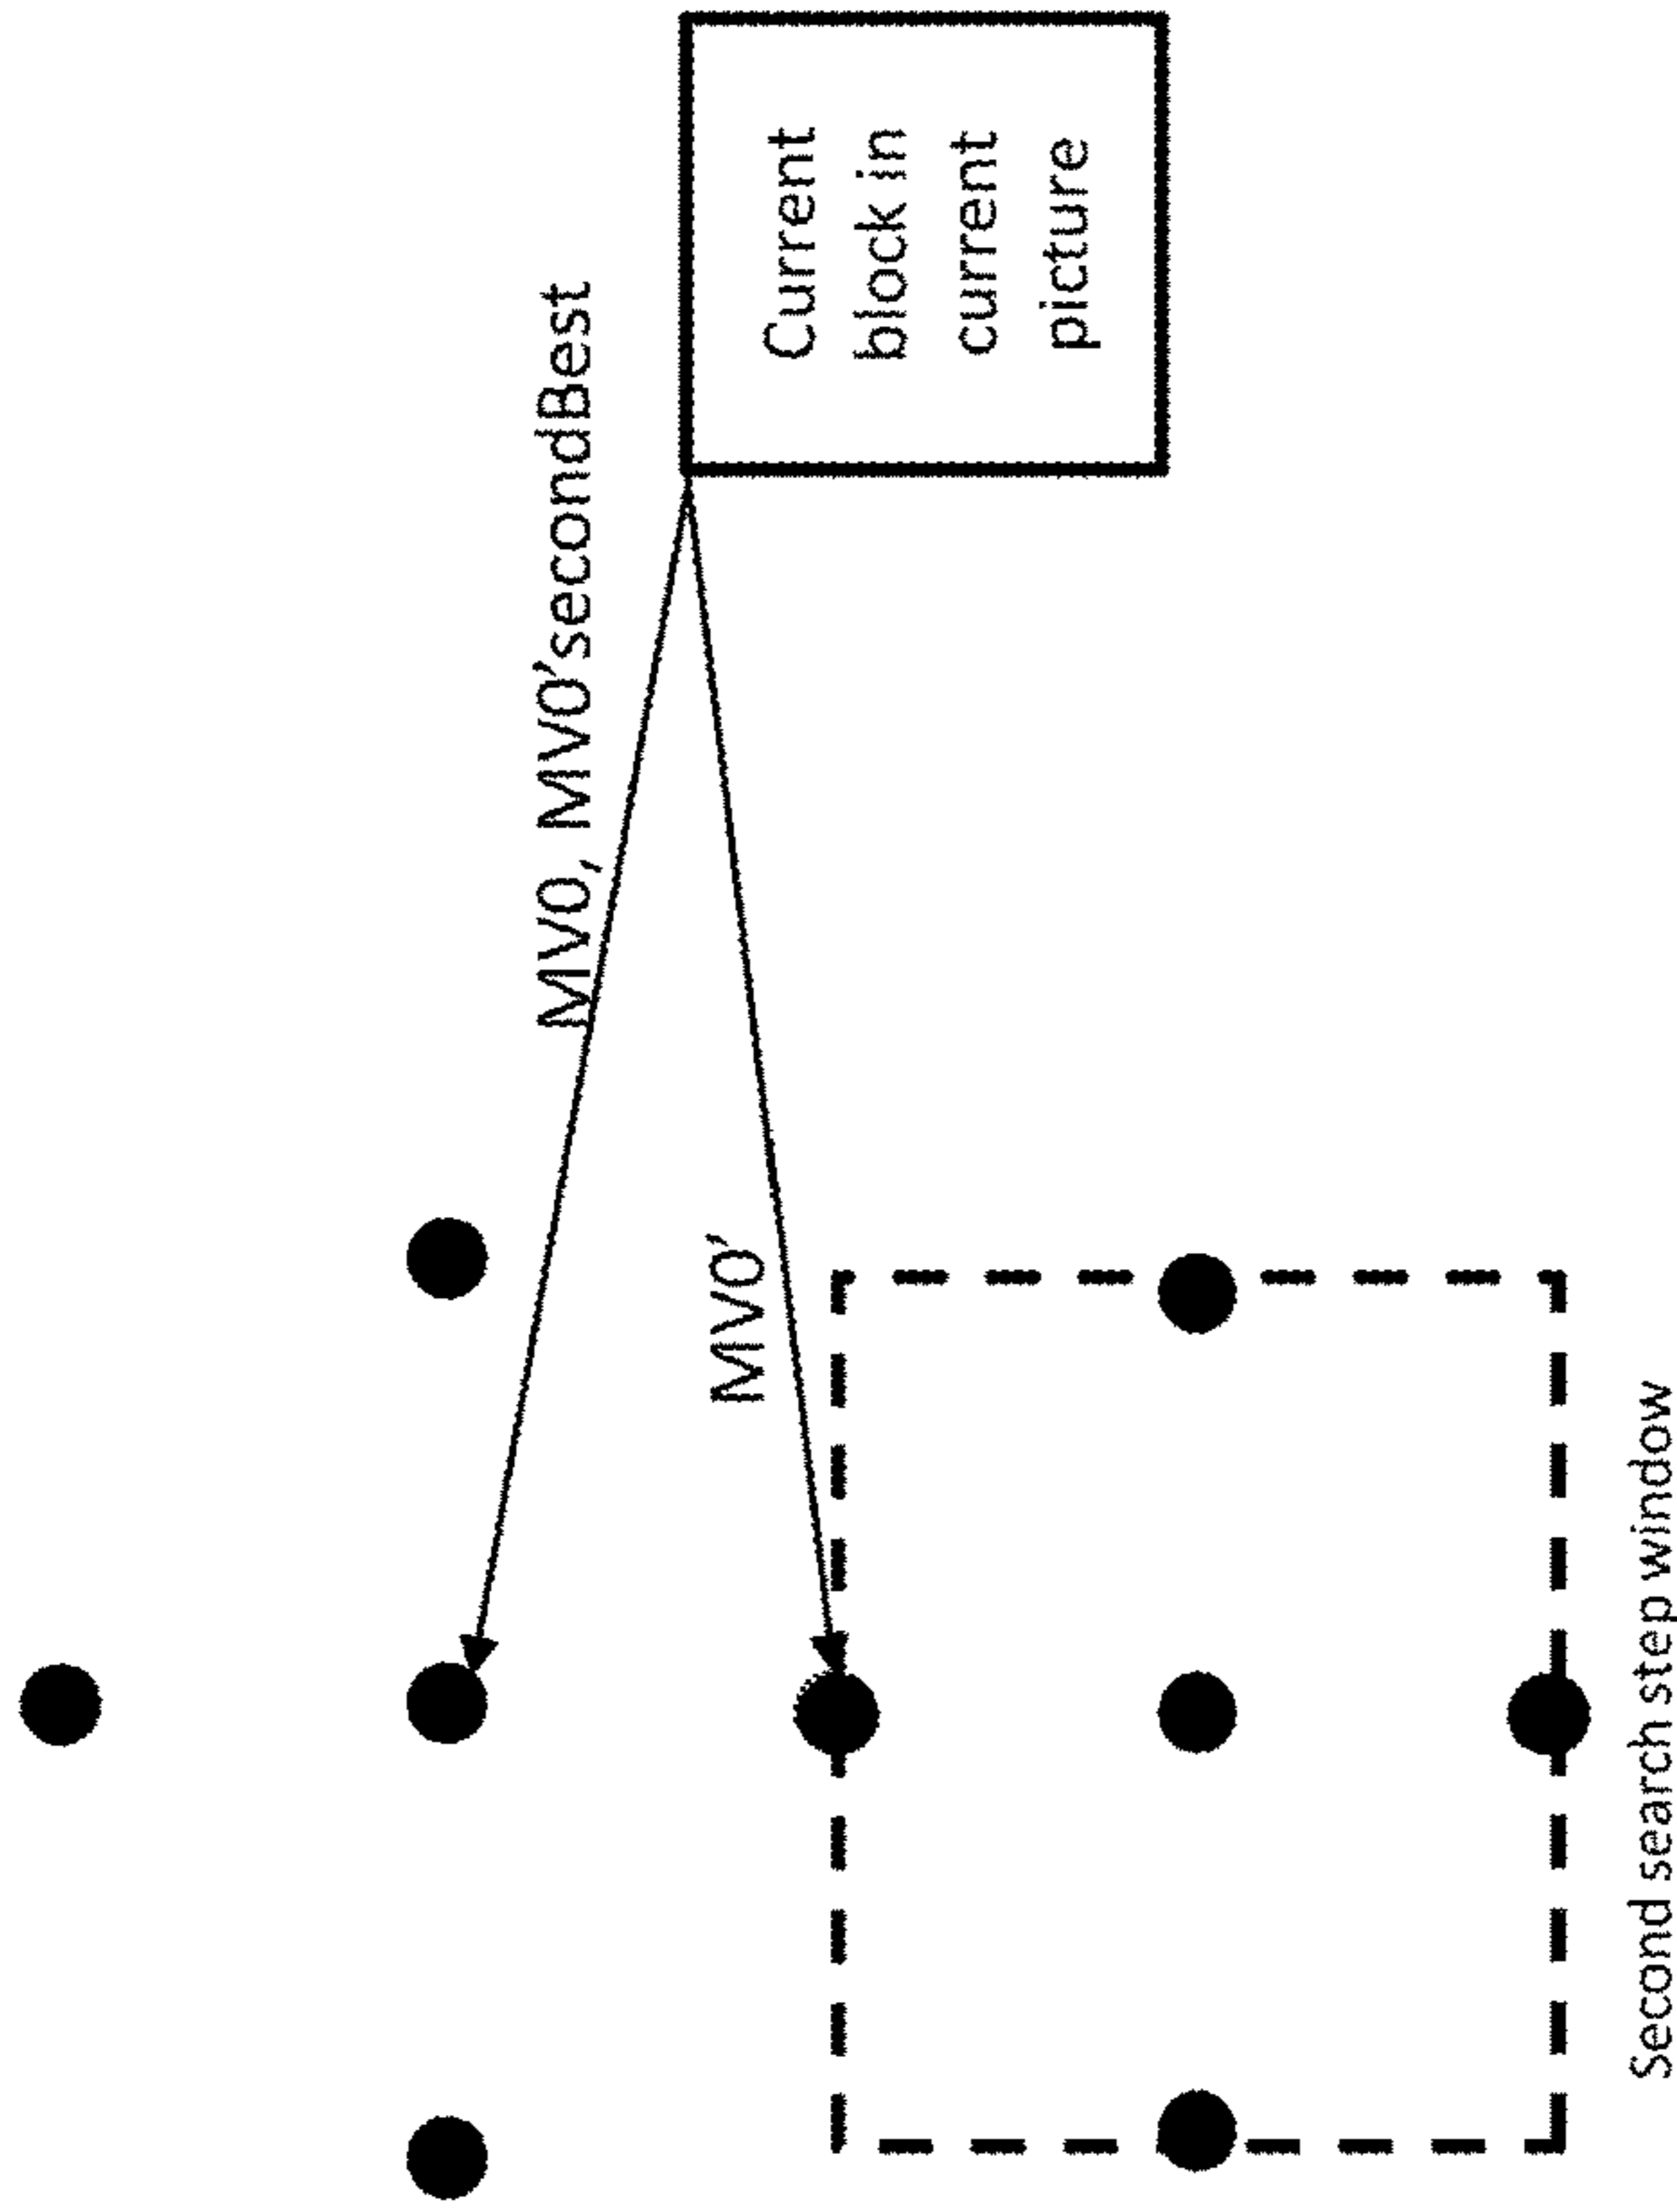 MV0, MV0’secondBest
Current
block in
current
picture
MV0’
Second search step window